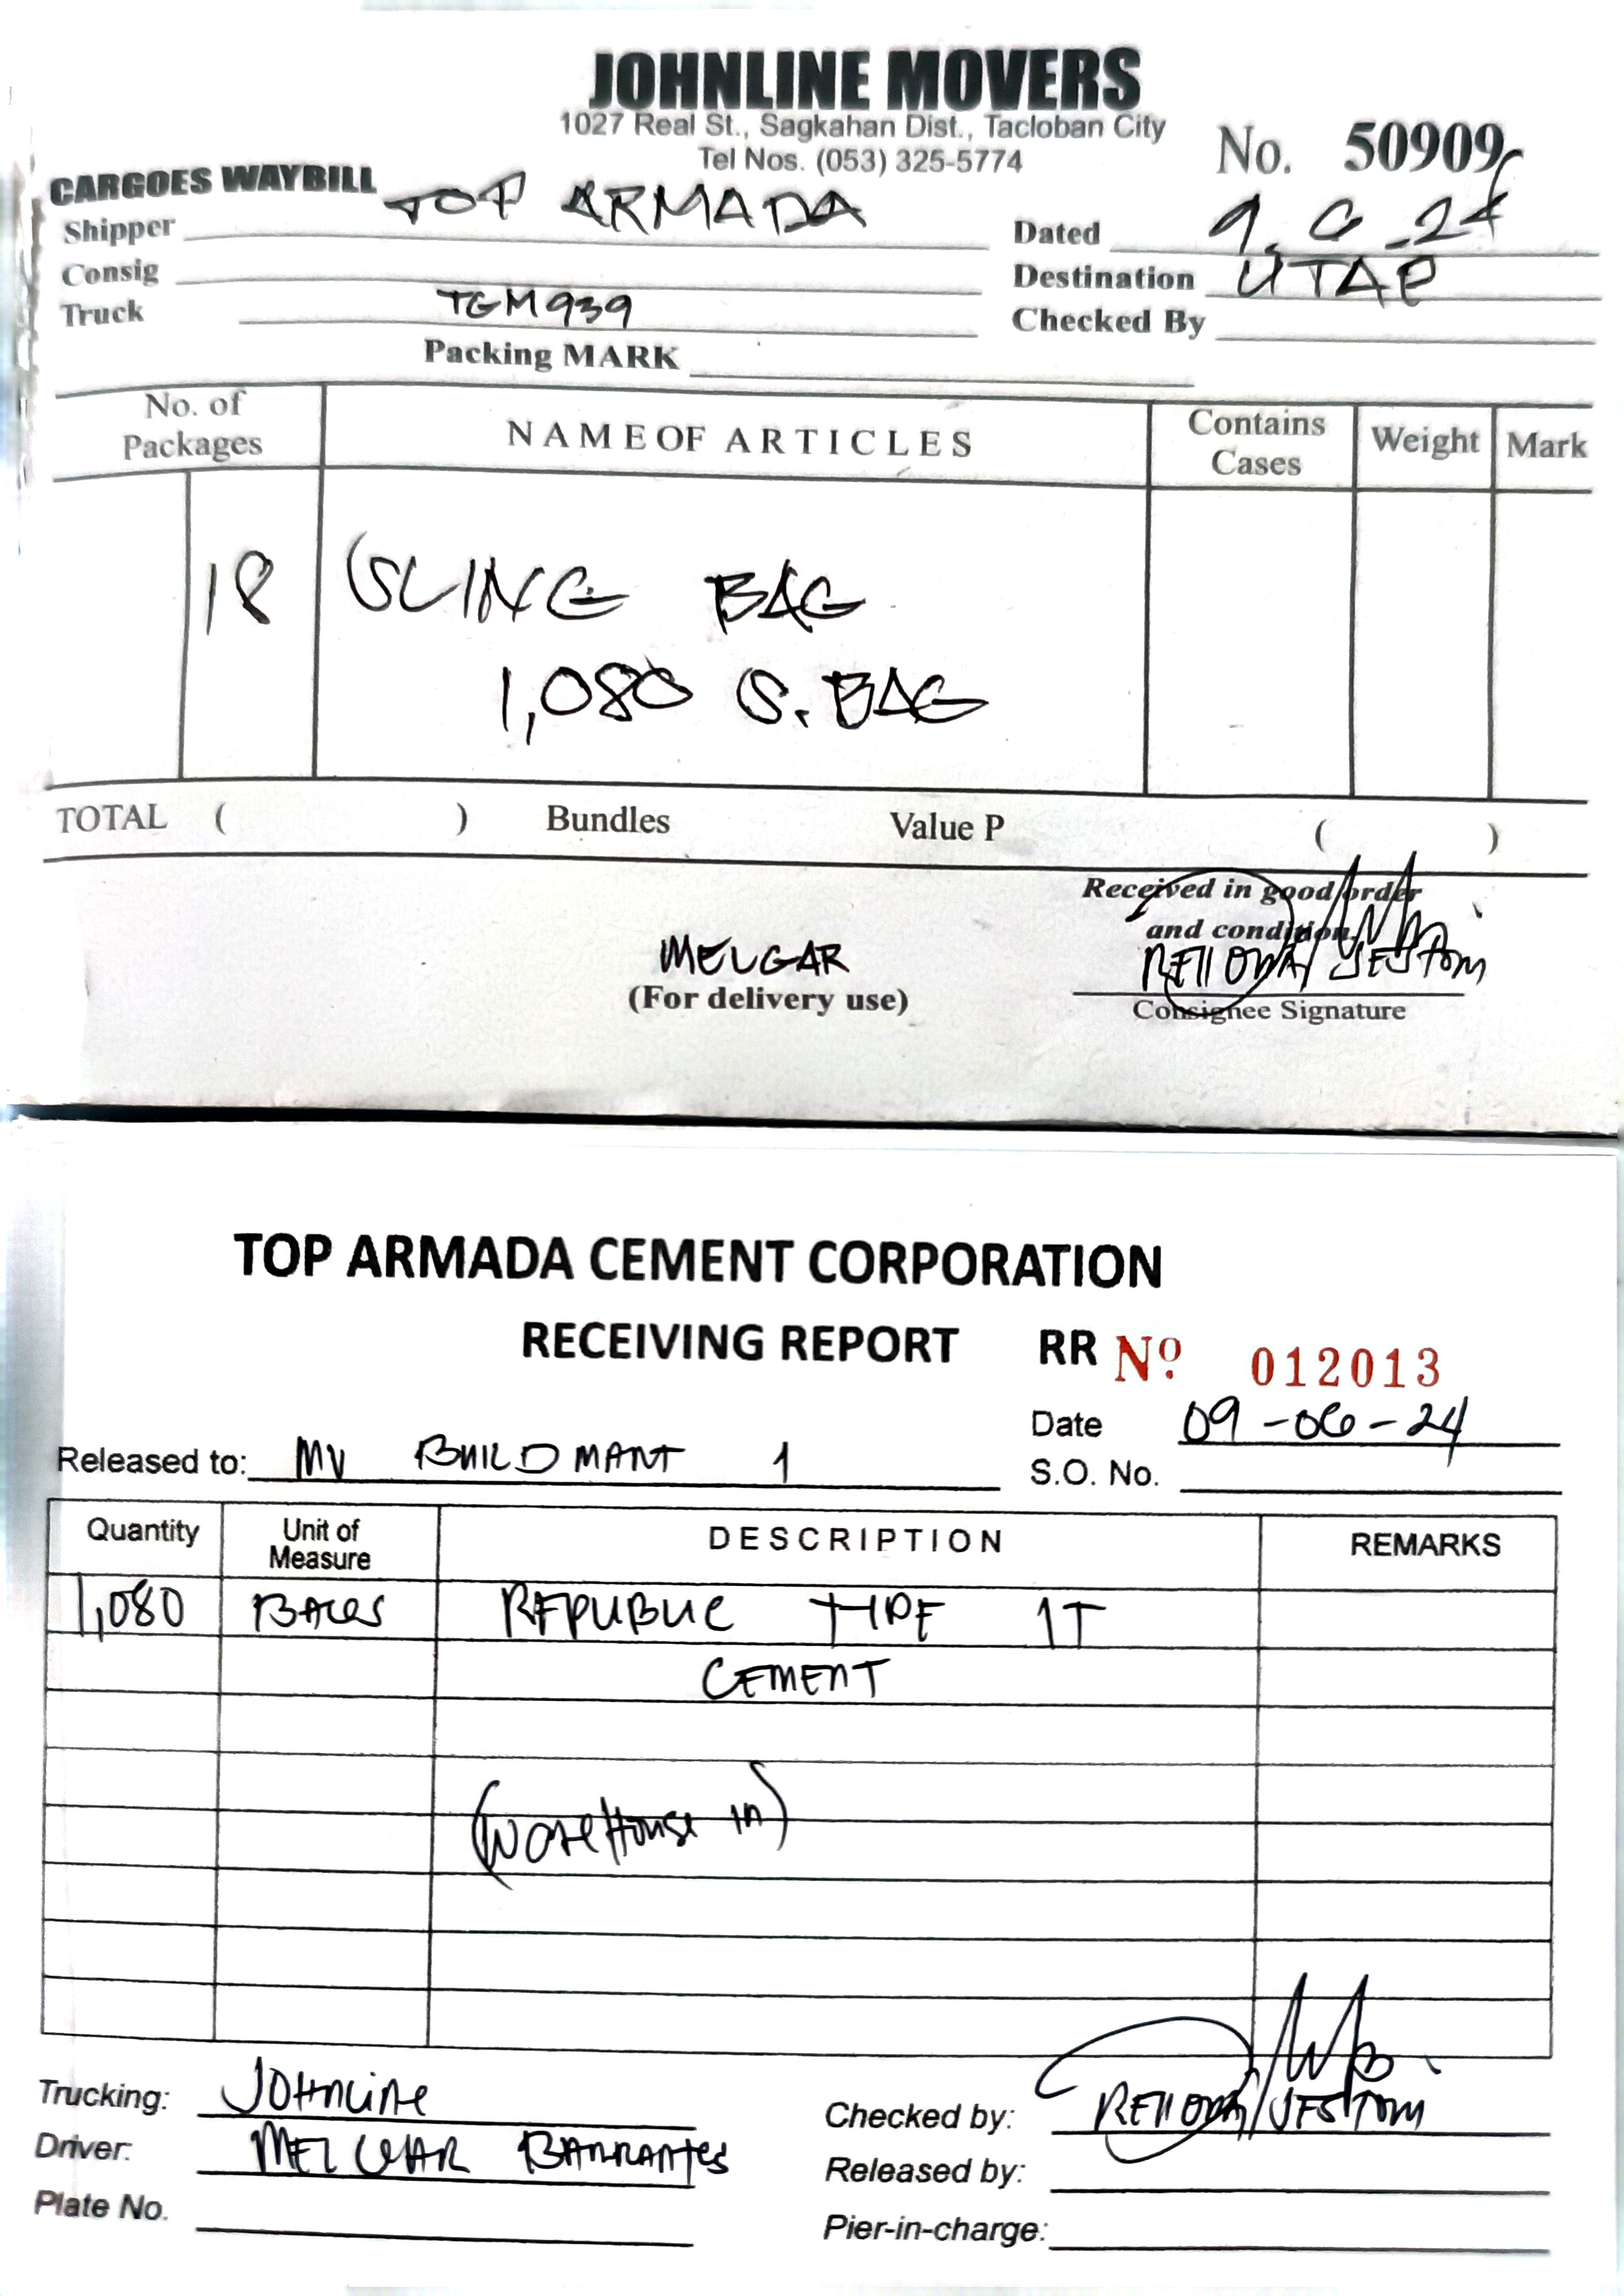 JOHNLINE MOVERS
1027 Real St., Sagkahan Dist., Tacloban City
Tel Nos. (053) 325-5774
No. 50909
CARGOES WAYBILL
Shipper TOP ARMADA
Dated 9.6.24
Consig
Destination UTAP
Truck TGM939
Checked By
Packing MARK
No. of Packages NAME OF ARTICLES Contains Cases Weight Mark
18 SLING BAG
1,080 S.BAG
TOTAL ( ) Bundles Value P ( )
Received in good order
and condition
MELGAR
(For delivery use)
Consignee Signature
TOP ARMADA CEMENT CORPORATION
RECEIVING REPORT RR Nº 012013
Date 09-06-24
Released to: MV BUILDMART 1
S.O. No.
Quantity Unit of Measure DESCRIPTION REMARKS
1,080 BAGS REPUBLIC TYPE 1T
CEMENT
(WareHouse in)
Trucking: JOHNLINE
Checked by:
Driver: MELGAR BARRANTES
Released by:
Plate No.
Pier-in-charge: